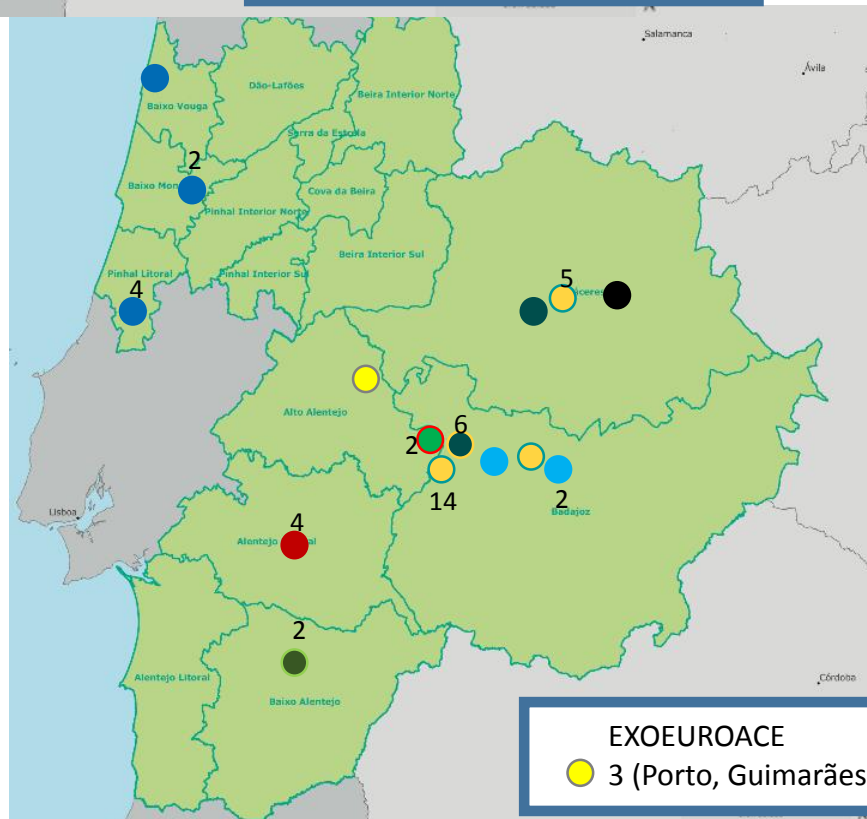 Salamanca
Ávila
Dão-Lafões
Beira Interior Norte
Baixo Vouga
Serra da Estrela
2
Baixo Mon
Cova da Beira
Pinhal Interior Norte
Beira Interior Sul
Pinhal Litoral
Pinhal Interior Sul
5
4
áceres
Alto Alentejo
6
2
14
2
Lisboa
Badajoz
4
Alentejo ral
2
Alentejo Litoral
Córdoba
Baixo Alentejo
EXOEUROACE
3 (Porto, Guimarães